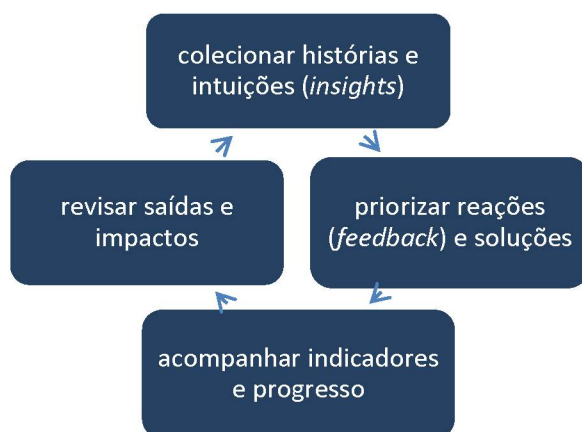 colecionar histórias e
intuições (insights)
priorizar reações
(feedback) e soluções
acompanhar indicadores
e progresso
revisar saídas e
impactos